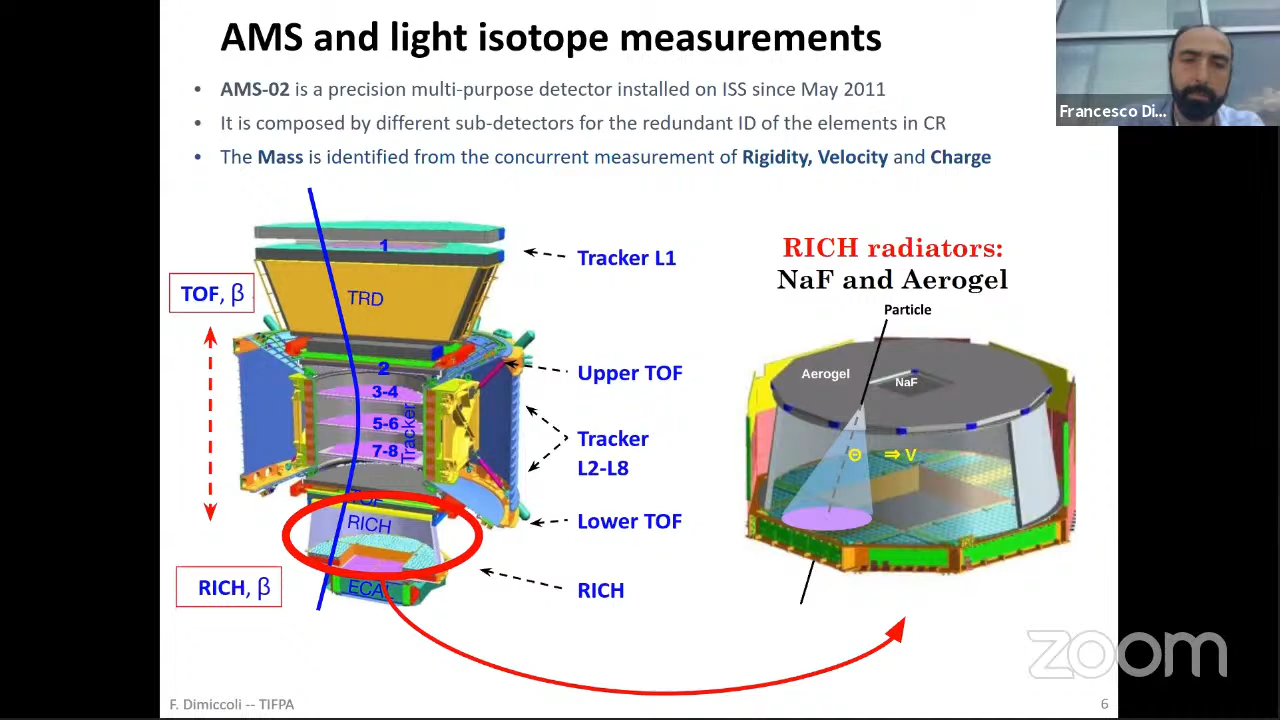 AMS and light isotope measurements
Francesco Di...
• AMS-02 is a precision multi-purpose detector installed on ISS since May 2011
• It is composed by different sub-detectors for the redundant ID of the elements in CR
• The Mass is identified from the concurrent measurement of Rigidity, Velocity and Charge
1
Tracker L1
TRD
TOF, β
2
Upper TOF
3-4
5-6
7-8
Tracker
Tracker
L2-L8
TOF
RICH
Lower TOF
RICH, β
ECAL
RICH
RICH radiators:
NaF and Aerogel
Particle
Aerogel
NaF
Θ ⇒ V
zoom
F. Dimiccoli -- TIFPA
6